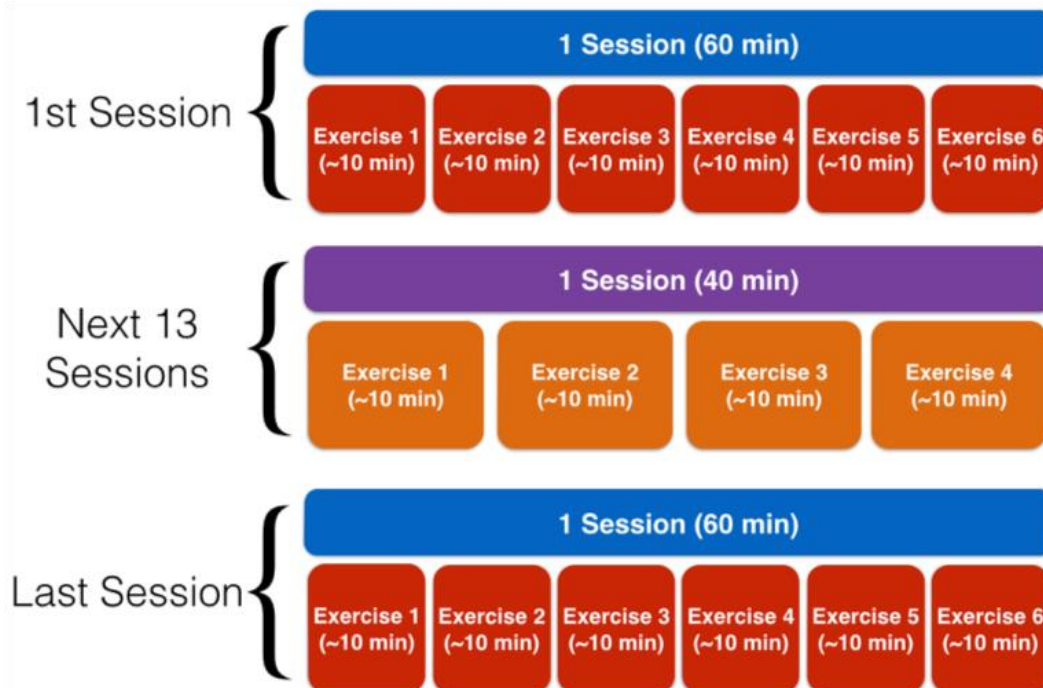 1st Session
1 Session (60 min)
Exercise 1
(~10 min)
Exercise 2
(~10 min)
Exercise 3
(~10 min)
Exercise 4
(~10 min)
Exercise 5
(~10 min)
Exercise 6
(~10 min)
Next 13
Sessions
1 Session (40 min)
Exercise 1
(~10 min)
Exercise 2
(~10 min)
Exercise 3
(~10 min)
Exercise 4
(~10 min)
Last Session
1 Session (60 min)
Exercise 1
(~10 min)
Exercise 2
(~10 min)
Exercise 3
(~10 min)
Exercise 4
(~10 min)
Exercise 5
(~10 min)
Exercise 6
(~10 min)